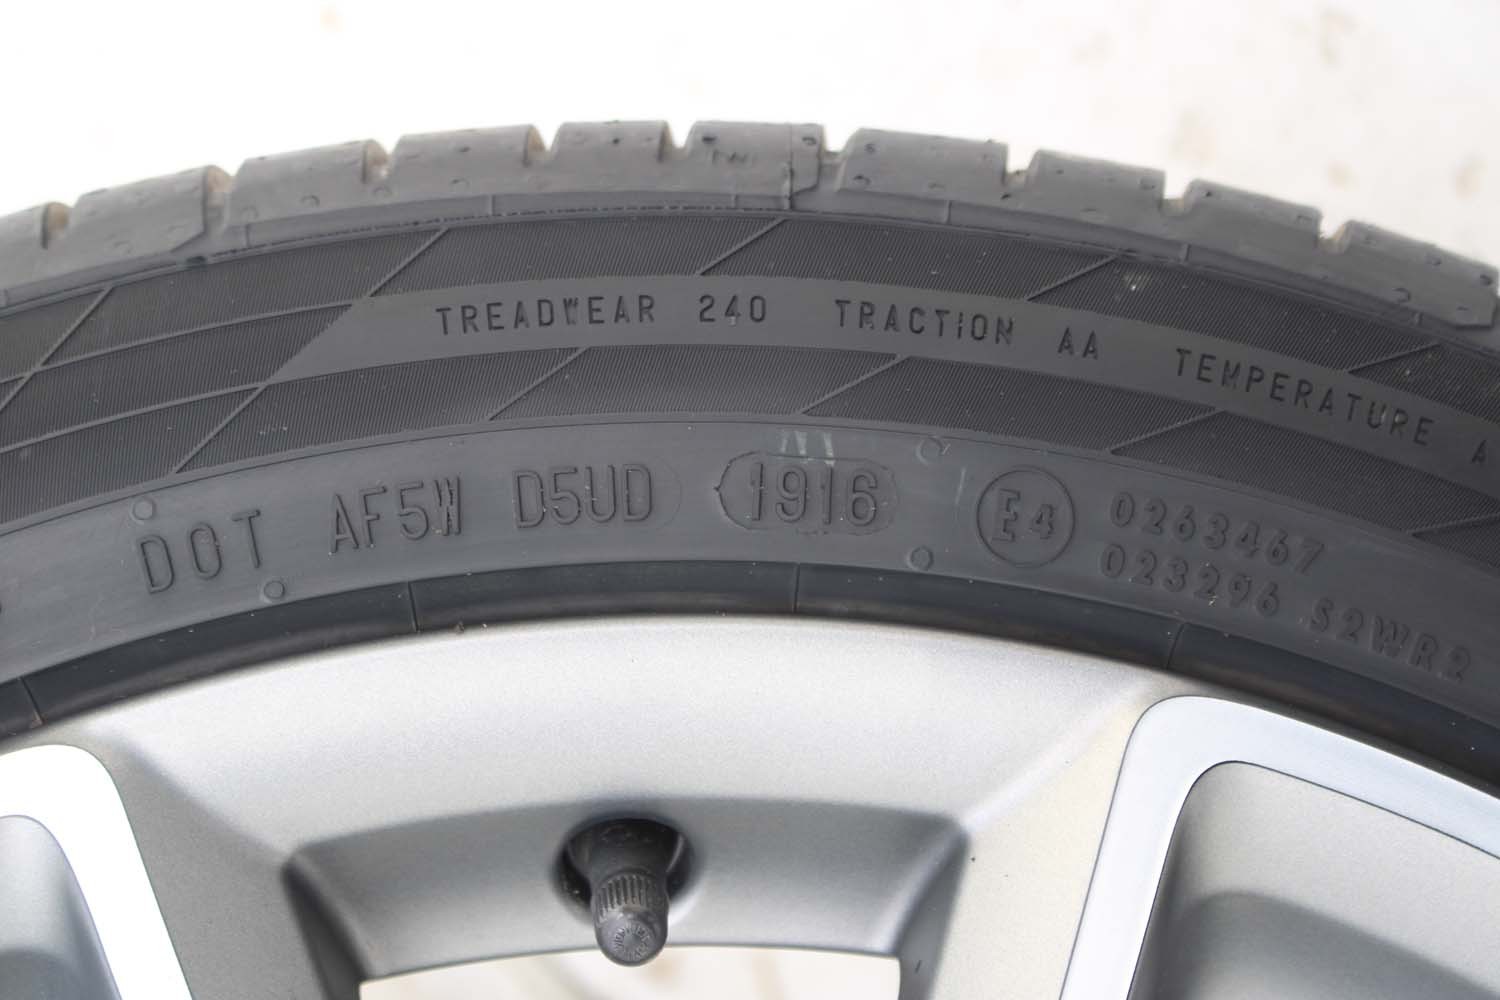 TWI
TREADWEAR 240 TRACTION AA TEMPERATURE A
DOT AF5W D5UD 1916 E4 0263467
023296 S2WR2